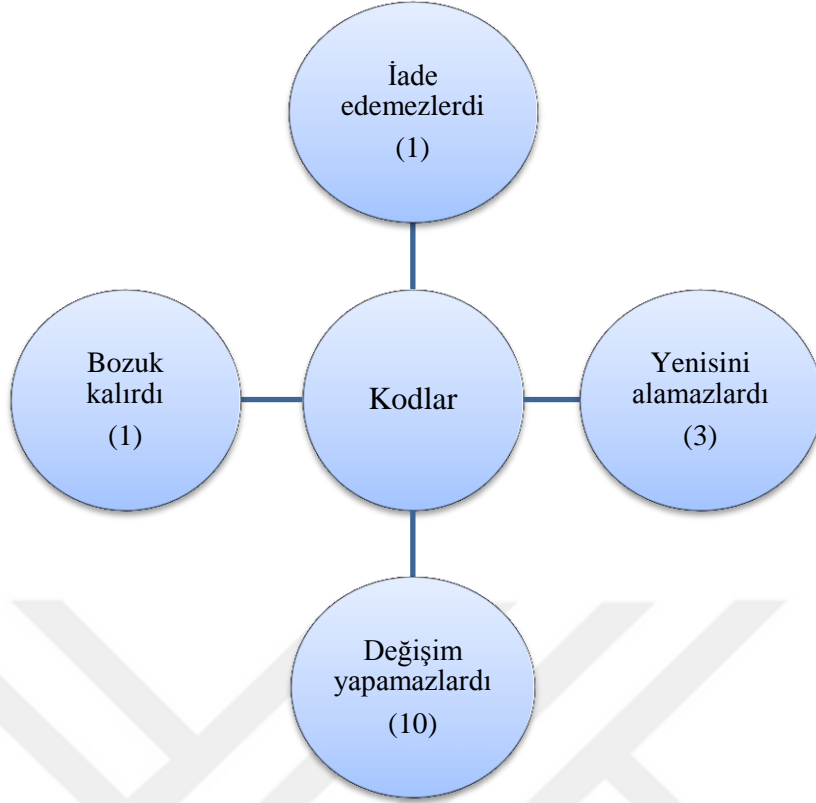 İade
edemezlerdi
(1)
Bozuk
kalırdı
(1)
Kodlar
Yenisini
alamazlardı
(3)
Değişim
yapamazlardı
(10)